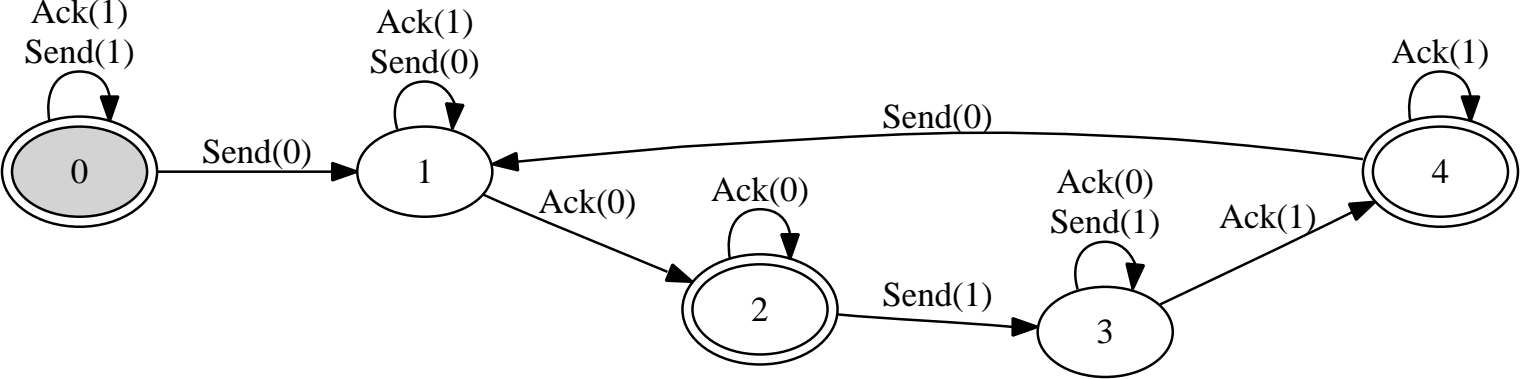 Ack(1)
Send(1)
0
Send(0)
Ack(1)
Send(0)
1
Ack(0)
Ack(0)
2
Send(1)
Ack(0)
Send(1)
3
Ack(1)
Send(0)
Ack(1)
4